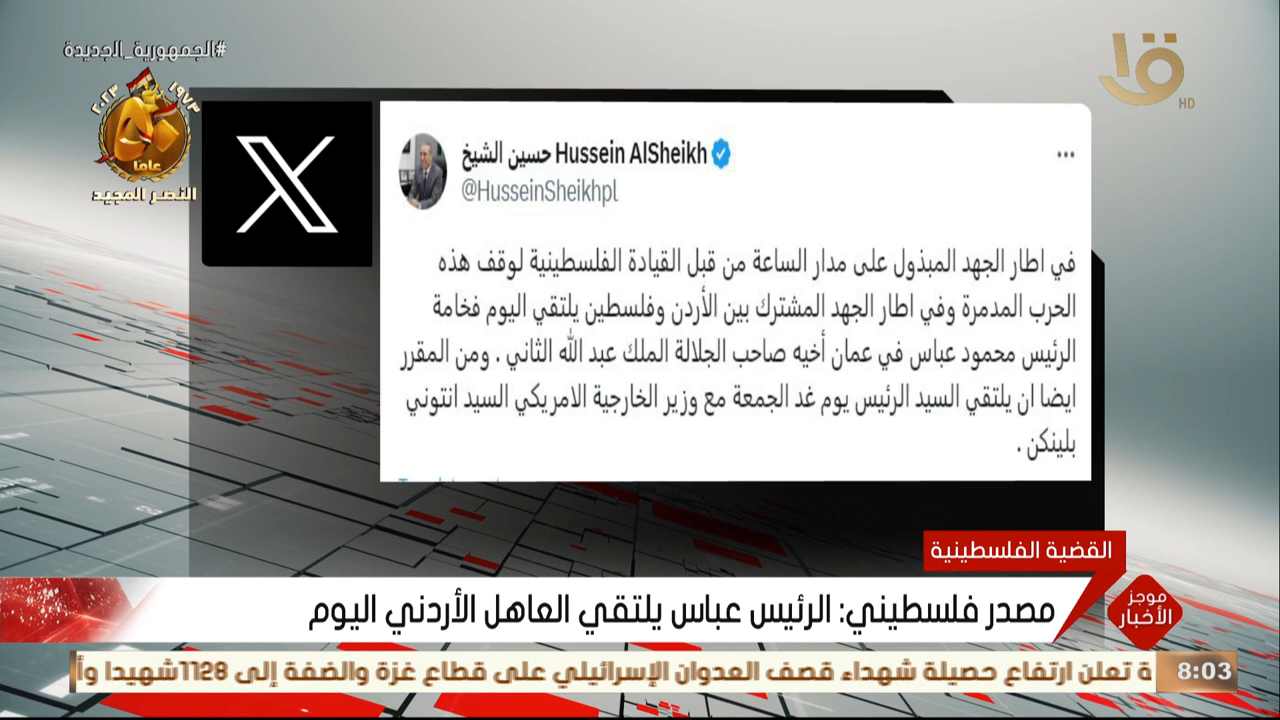 #الجمهورية_الجديدة
١٩٧٣
٢٠٢٣
٥٠
عاما
النصر المجيد
HD
X
حسين الشيخ Hussein AlSheikh
@HusseinSheikhpl
في اطار الجهد المبذول على مدار الساعة من قبل القيادة الفلسطينية لوقف هذه
الحرب المدمرة وفي اطار الجهد المشترك بين الأردن وفلسطين يلتقي اليوم فخامة
الرئيس محمود عباس في عمان أخيه صاحب الجلالة الملك عبد الله الثاني . ومن المقرر
ايضا ان يلتقي السيد الرئيس يوم غد الجمعة مع وزير الخارجية الامريكي السيد انتوني
بلينكن .
القضية الفلسطينية
موجز
الأخبار
مصدر فلسطيني: الرئيس عباس يلتقي العاهل الأردني اليوم
8:03
ة تعلن ارتفاع حصيلة شهداء قصف العدوان الإسرائيلي على قطاع غزة والضفة إلى 1128شهيدا وأ